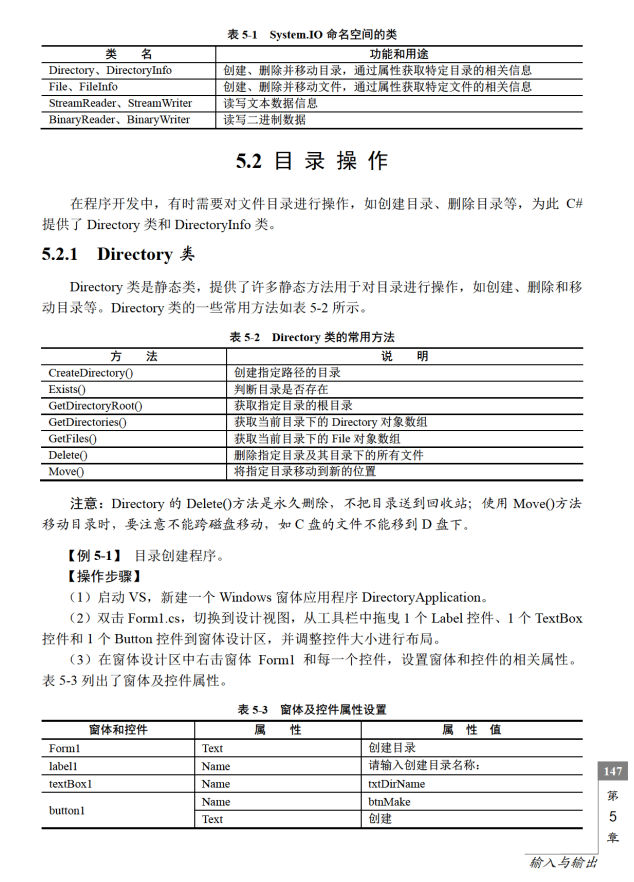 表 5-1 System.IO 命名空间的类
类 名 功能和用途
Directory、DirectoryInfo 创建、删除并移动目录，通过属性获取特定目录的相关信息
File、FileInfo 创建、删除并移动文件，通过属性获取特定文件的相关信息
StreamReader、StreamWriter 读写文本数据信息
BinaryReader、BinaryWriter 读写二进制数据
5.2 目 录 操 作
在程序开发中，有时需要对文件目录进行操作，如创建目录、删除目录等，为此 C#
提供了 Directory 类和 DirectoryInfo 类。
5.2.1 Directory 类
Directory 类是静态类，提供了许多静态方法用于对目录进行操作，如创建、删除和移
动目录等。Directory 类的一些常用方法如表 5-2 所示。
表 5-2 Directory 类的常用方法
方 法 说 明
CreateDirectory() 创建指定路径的目录
Exists() 判断目录是否存在
GetDirectoryRoot() 获取指定目录的根目录
GetDirectories() 获取当前目录下的 Directory 对象数组
GetFiles() 获取当前目录下的 File 对象数组
Delete() 删除指定目录及其目录下的所有文件
Move() 将指定目录移动到新的位置
注意：Directory 的 Delete()方法是永久删除，不把目录送到回收站；使用 Move()方法
移动目录时，要注意不能跨磁盘移动，如 C 盘的文件不能移到 D 盘下。
【例 5-1】 目录创建程序。
【操作步骤】
（1）启动 VS，新建一个 Windows 窗体应用程序 DirectoryApplication。
（2）双击 Form1.cs，切换到设计视图，从工具栏中拖曳 1 个 Label 控件、1 个 TextBox
控件和 1 个 Button 控件到窗体设计区，并调整控件大小进行布局。
（3）在窗体设计区中右击窗体 Form1 和每一个控件，设置窗体和控件的相关属性。
表 5-3 列出了窗体及控件属性。
表 5-3 窗体及控件属性设置
窗体和控件 属 性 属 性 值
Form1 Text 创建目录
label1 Name 请输入创建目录名称：
textBox1 Name txtDirName
button1 Name btnMake
Text 创建
147
第
5
章
输入与输出